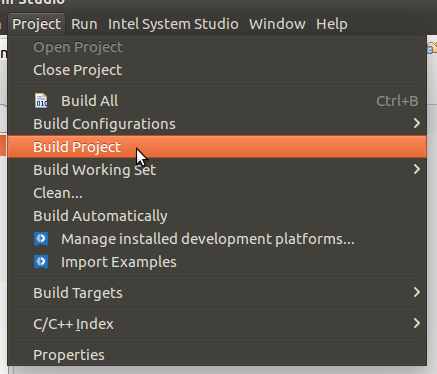 m Studio
Project Run Intel System Studio Window Help
Open Project
Close Project
Build All Ctrl+B
Build Configurations
Build Project
Build Working Set
Clean...
Build Automatically
Manage installed development platforms...
Import Examples
Build Targets
C/C++ Index
Properties